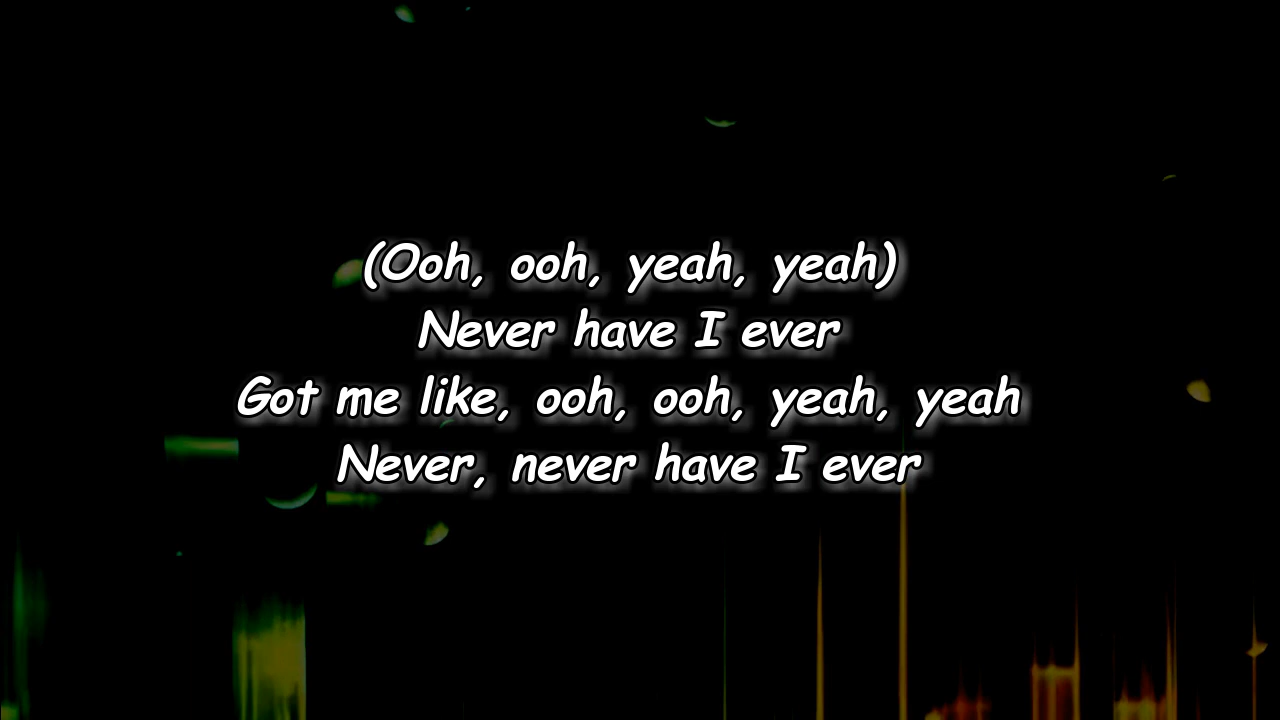 (Ooh, ooh, yeah, yeah)
Never have I ever
Got me like, ooh, ooh, yeah, yeah
Never, never have I ever